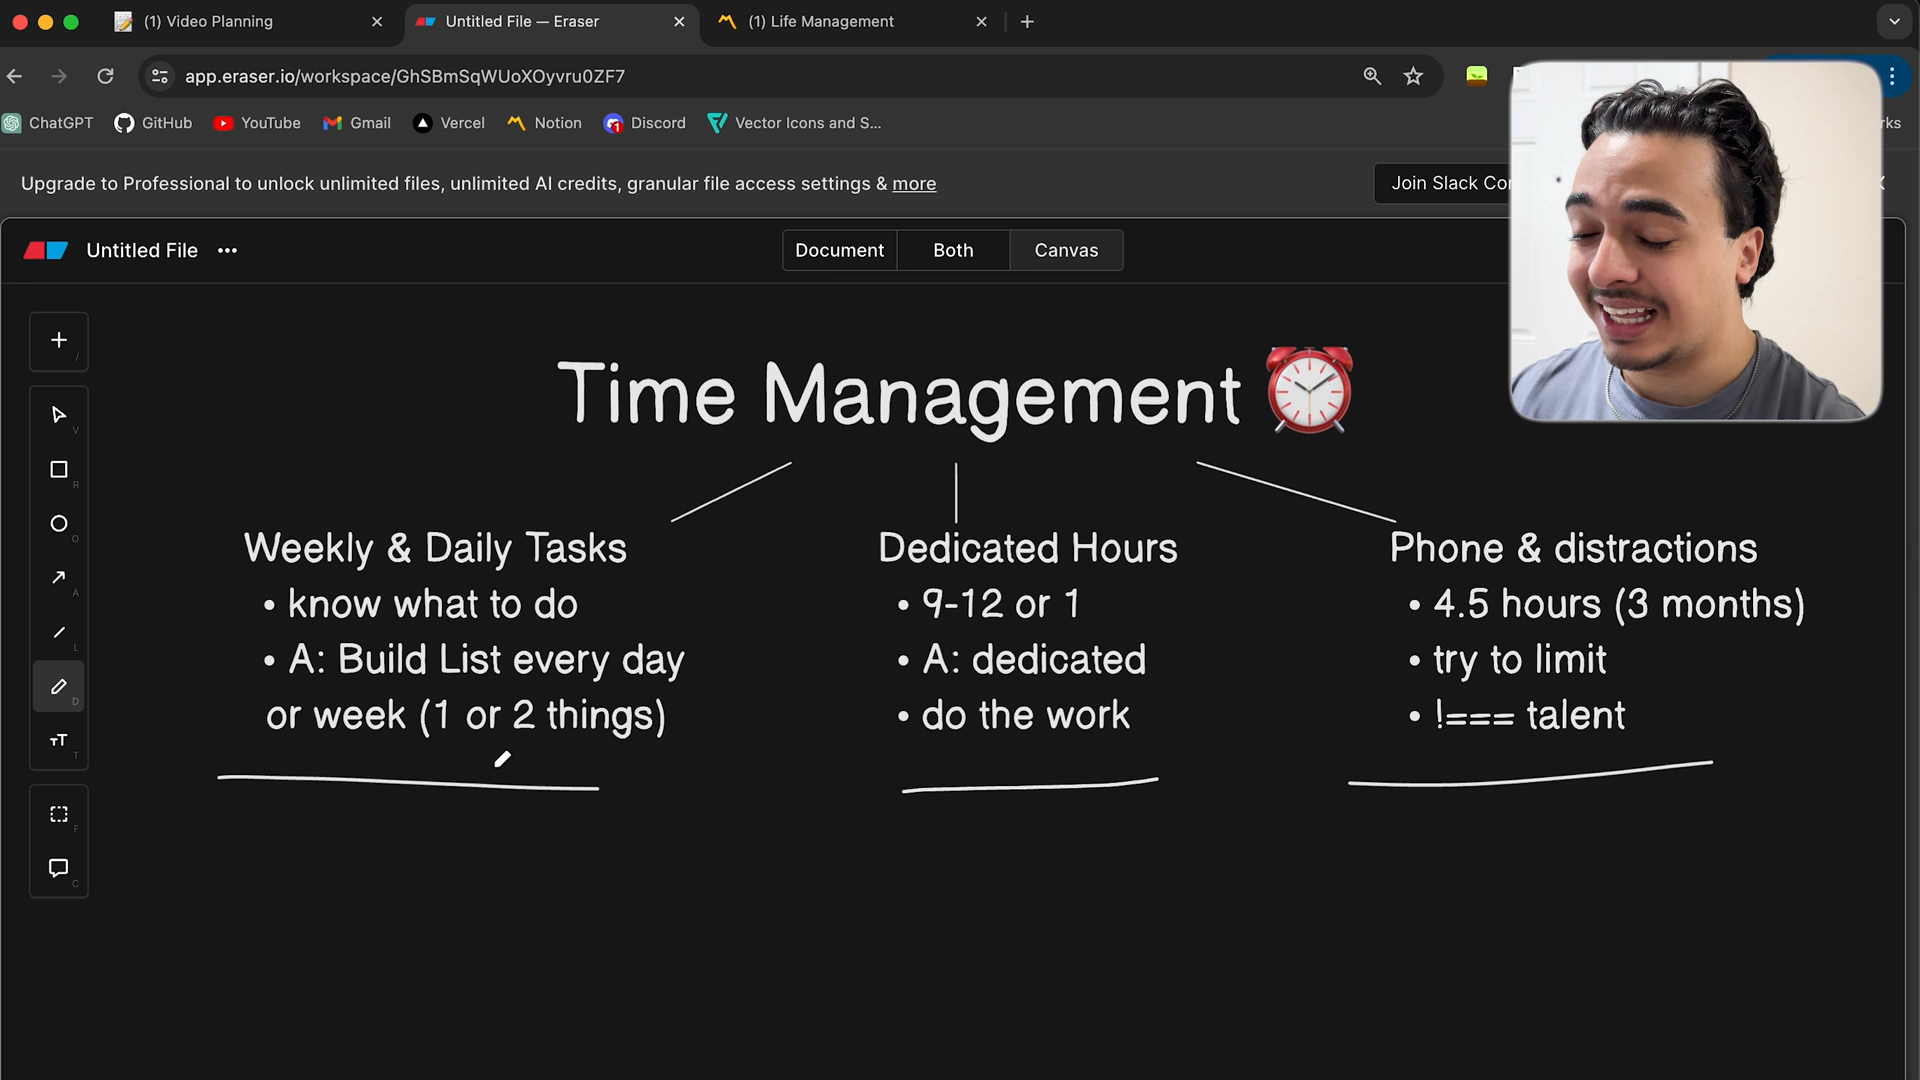 (1) Video Planning
Untitled File — Eraser
(1) Life Management
app.eraser.io/workspace/GhSBmSqWUoXOyvru0ZF7
ChatGPT
GitHub
YouTube
Gmail
Vercel
Notion
Discord
Vector Icons and S...
rks
Upgrade to Professional to unlock unlimited files, unlimited AI credits, granular file access settings & more
Join Slack Co
Untitled File
Document
Both
Canvas
/
V
R
O
A
L
D
T
F
C
Time Management ⏰
Weekly & Daily Tasks
• know what to do
• A: Build List every day
or week (1 or 2 things)
Dedicated Hours
• 9-12 or 1
• A: dedicated
• do the work
Phone & distractions
• 4.5 hours (3 months)
• try to limit
• !=== talent